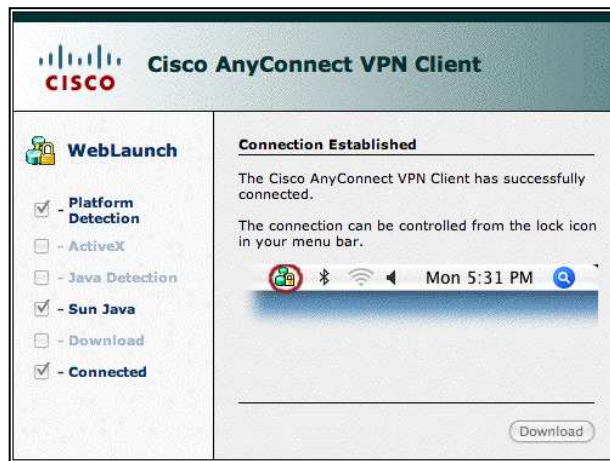 CISCO
Cisco AnyConnect VPN Client
WebLaunch
- Platform
Detection
- ActiveX
- Java Detection
- Sun Java
- Download
- Connected
Connection Established
The Cisco AnyConnect VPN Client has successfully
connected.
The connection can be controlled from the lock icon
in your menu bar.
Mon 5:31 PM
Download